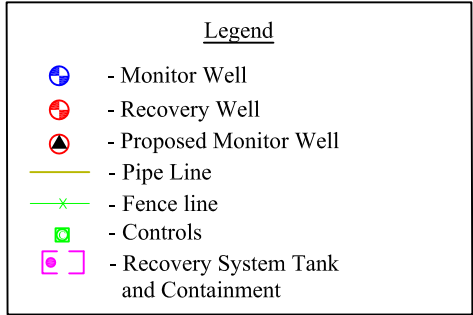 Legend
- Monitor Well
- Recovery Well
- Proposed Monitor Well
- Pipe Line
- Fence line
- Controls
- Recovery System Tank
and Containment